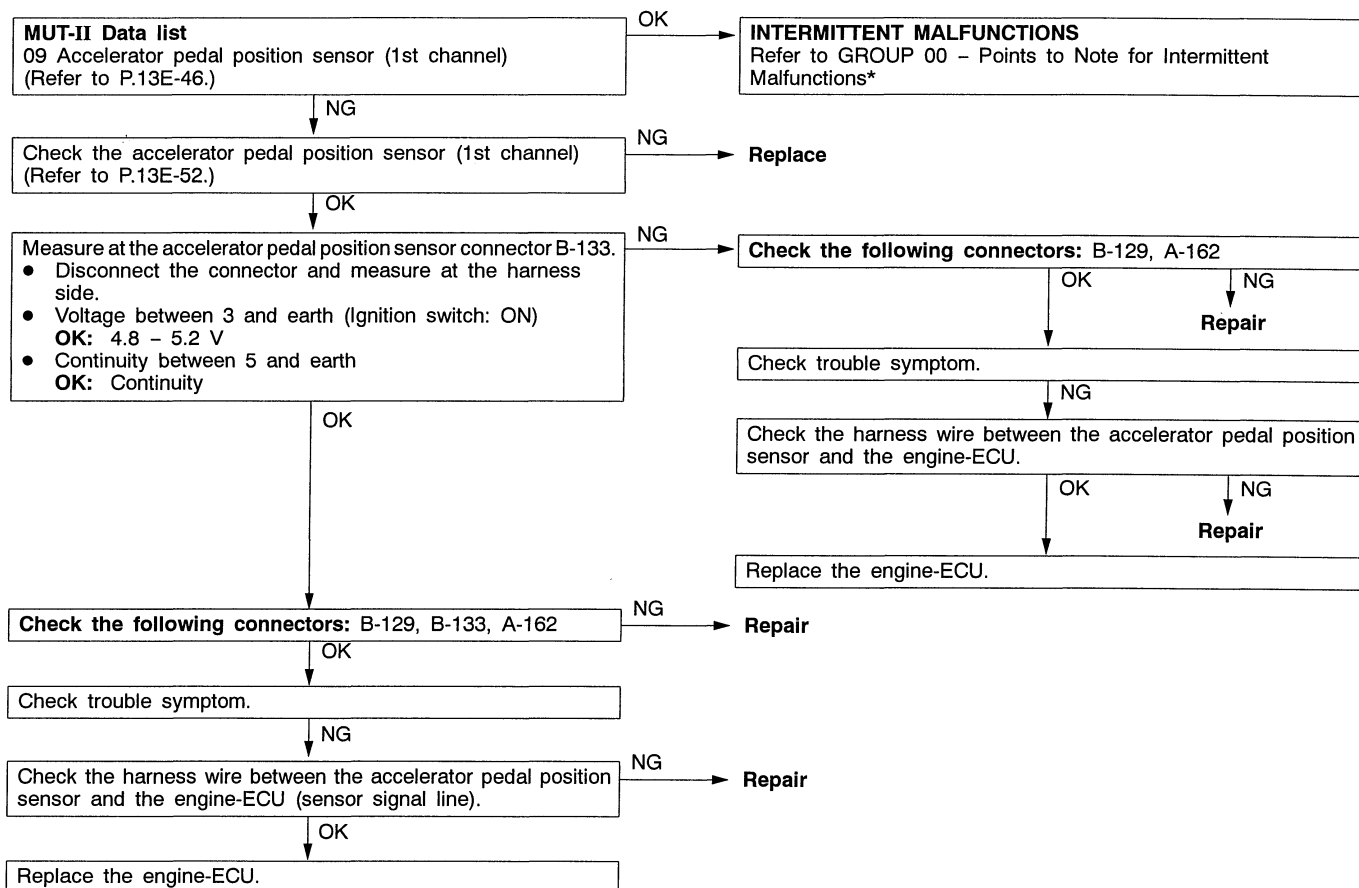 MUT-II Data list
09 Accelerator pedal position sensor (1st channel)
(Refer to P.13E-46.)
OK
INTERMITTENT MALFUNCTIONS
Refer to GROUP 00 – Points to Note for Intermittent
Malfunctions*
NG
Check the accelerator pedal position sensor (1st channel)
(Refer to P.13E-52.)
NG
Replace
OK
Measure at the accelerator pedal position sensor connector B-133.
● Disconnect the connector and measure at the harness
side.
● Voltage between 3 and earth (Ignition switch: ON)
OK: 4.8 – 5.2 V
● Continuity between 5 and earth
OK: Continuity
NG
Check the following connectors: B-129, A-162
OK
NG
Repair
Check trouble symptom.
NG
Check the harness wire between the accelerator pedal position
sensor and the engine-ECU.
OK
NG
Repair
Replace the engine-ECU.
OK
Check the following connectors: B-129, B-133, A-162
NG
Repair
OK
Check trouble symptom.
NG
Check the harness wire between the accelerator pedal position
sensor and the engine-ECU (sensor signal line).
NG
Repair
OK
Replace the engine-ECU.